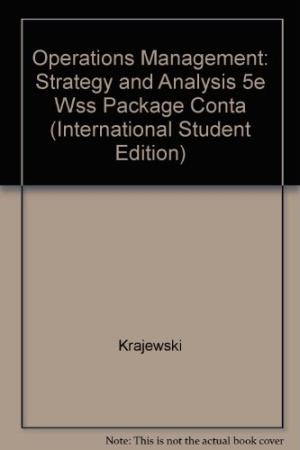 Operations Management:
Strategy and Analysis 5e
Wss Package Conta
(International Student
Edition)
Krajewski
Note: This is not the actual book cover